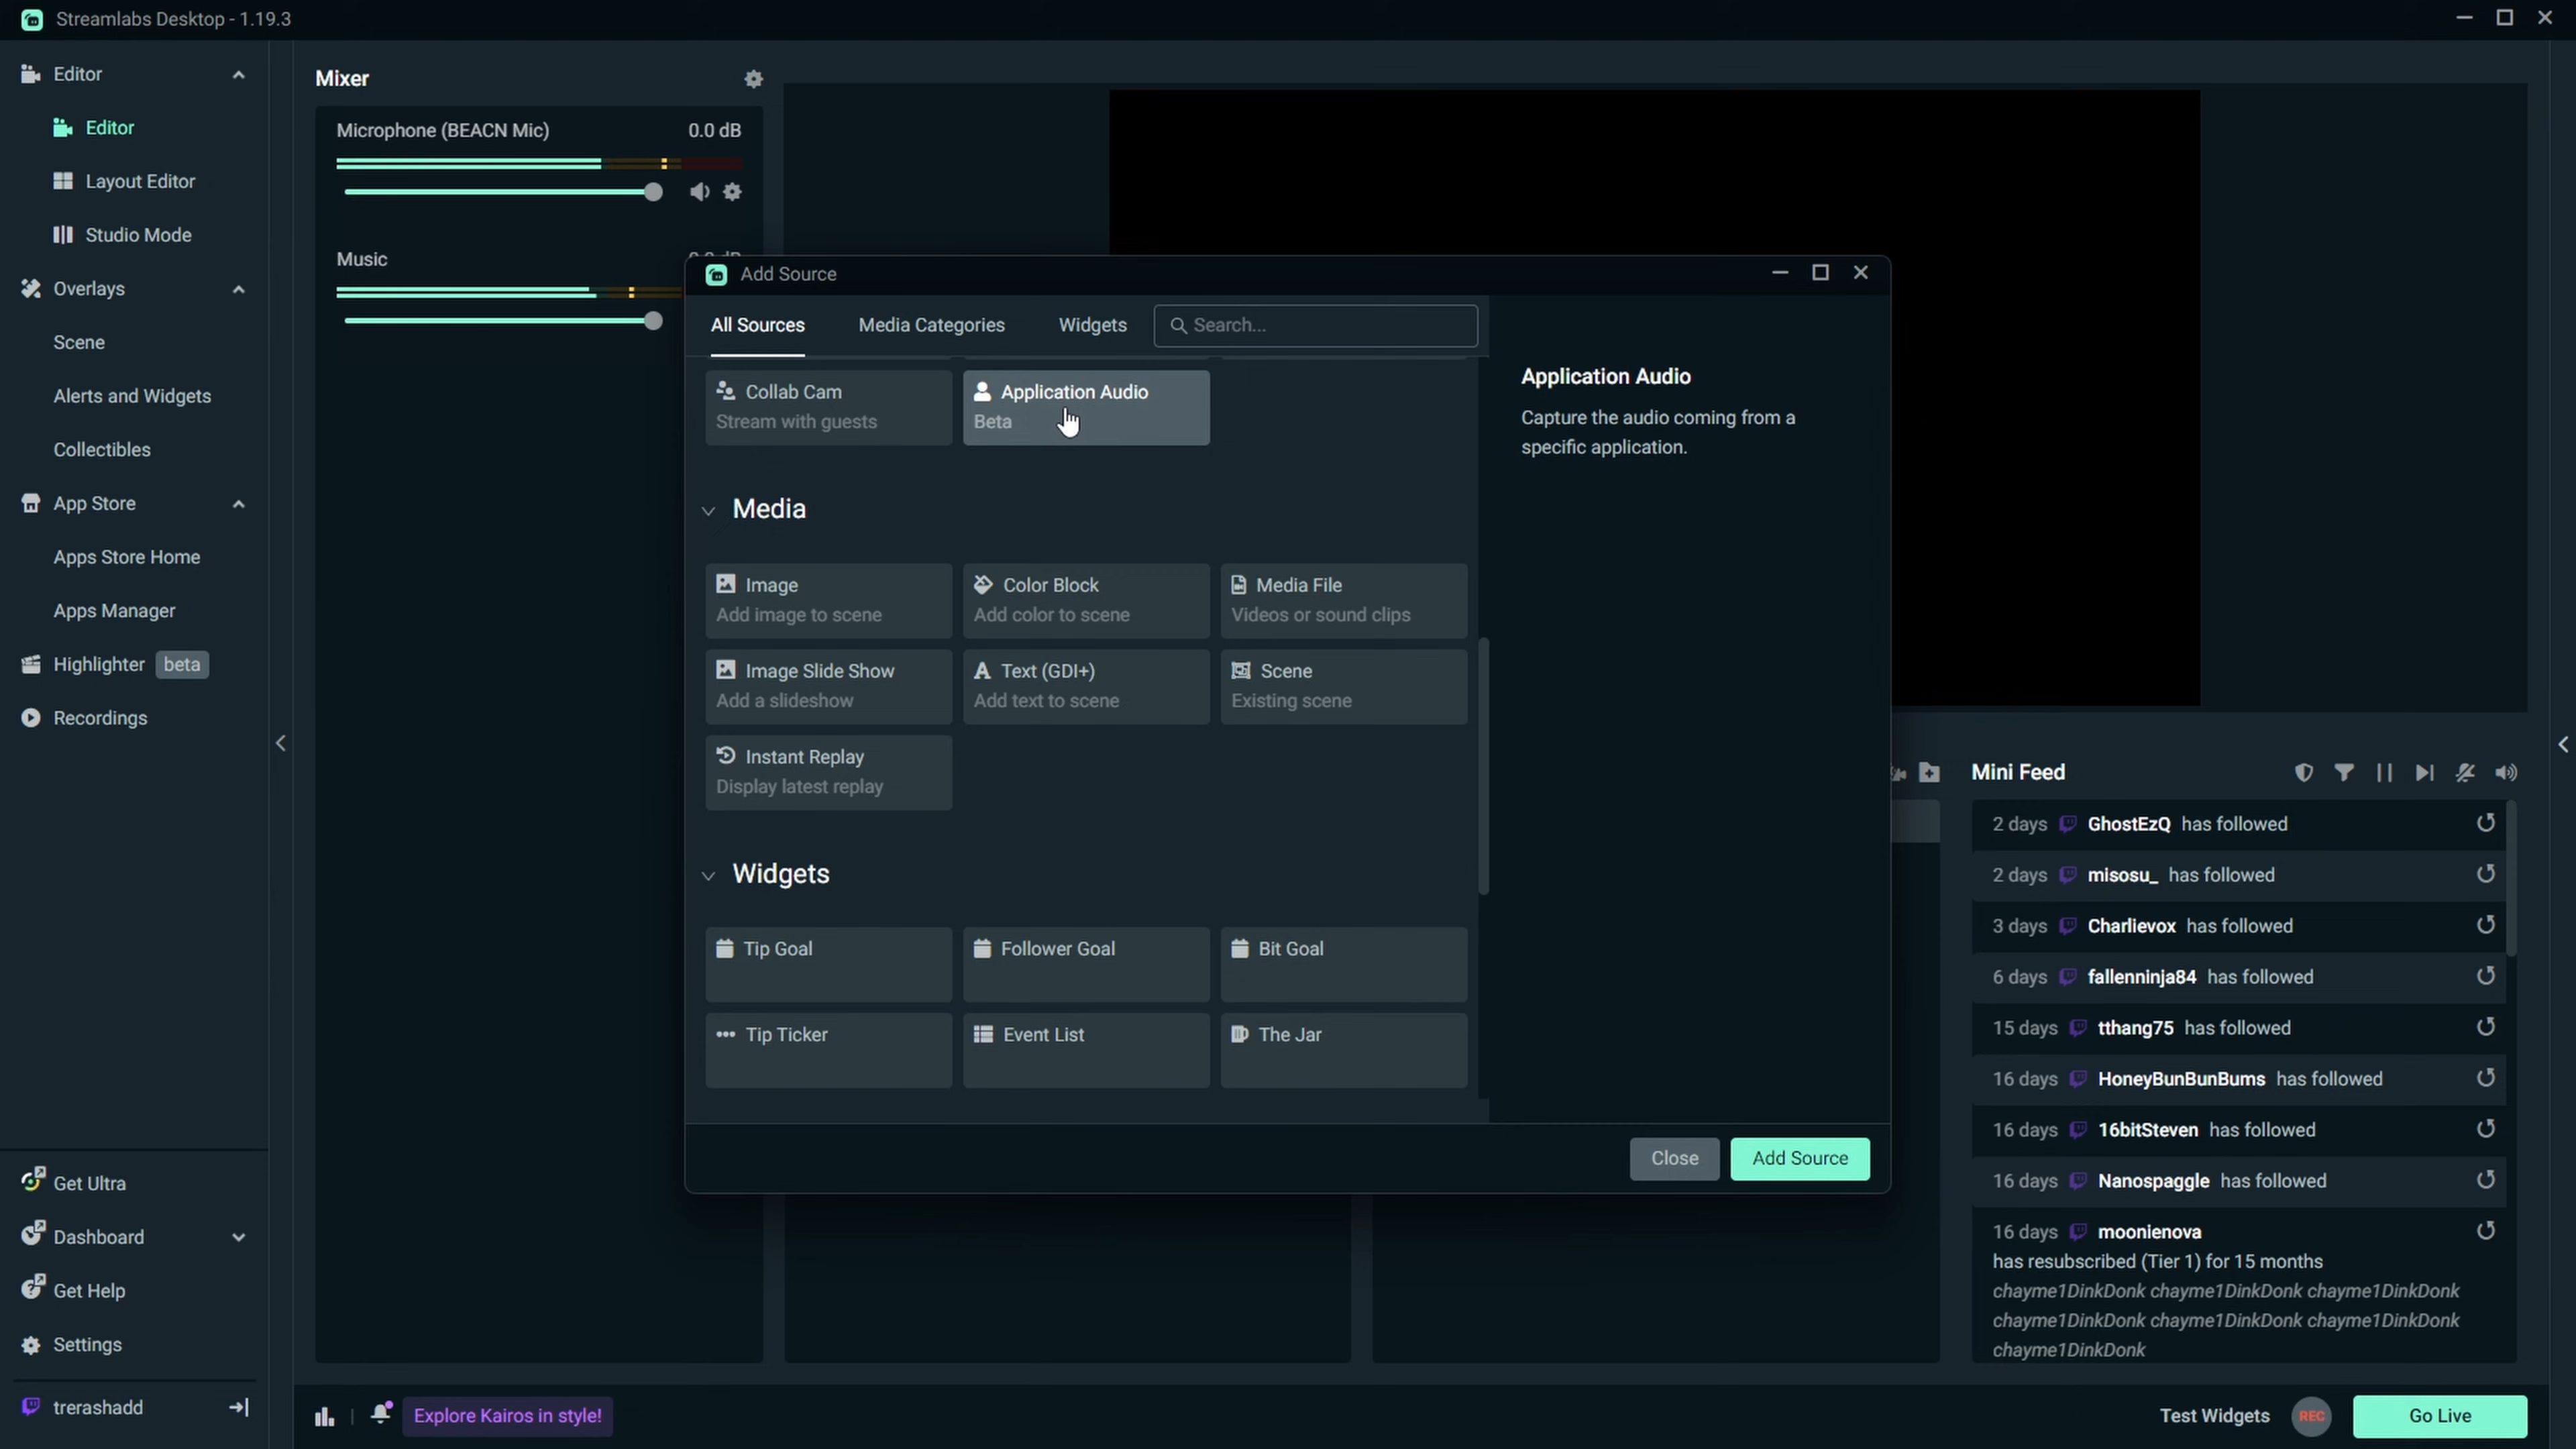 Streamlabs Desktop - 1.19.3
Editor
Editor
Layout Editor
Studio Mode
Overlays
Scene
Alerts and Widgets
Collectibles
App Store
Apps Store Home
Apps Manager
Highlighter beta
Recordings
Get Ultra
Dashboard
Get Help
Settings
trerashadd
Mixer
Microphone (BEACN Mic) 0.0 dB
Music
Add Source
All Sources Media Categories Widgets Search...
Collab Cam Application Audio
Stream with guests Beta
Media
Image Color Block Media File
Add image to scene Add color to scene Videos or sound clips
Image Slide Show Text (GDI+) Scene
Add a slideshow Add text to scene Existing scene
Instant Replay
Display latest replay
Widgets
Tip Goal Follower Goal Bit Goal
Tip Ticker Event List The Jar
Application Audio
Capture the audio coming from a
specific application.
Close Add Source
Mini Feed
2 days GhostEzQ has followed
2 days misosu_ has followed
3 days Charlievox has followed
6 days fallenninja84 has followed
15 days tthang75 has followed
16 days HoneyBunBunBums has followed
16 days 16bitSteven has followed
16 days Nanospaggle has followed
16 days moonienova
has resubscribed (Tier 1) for 15 months
chayme1DinkDonk chayme1DinkDonk chayme1DinkDonk
chayme1DinkDonk chayme1DinkDonk chayme1DinkDonk
chayme1DinkDonk
Explore Kairos in style!
Test Widgets REC Go Live